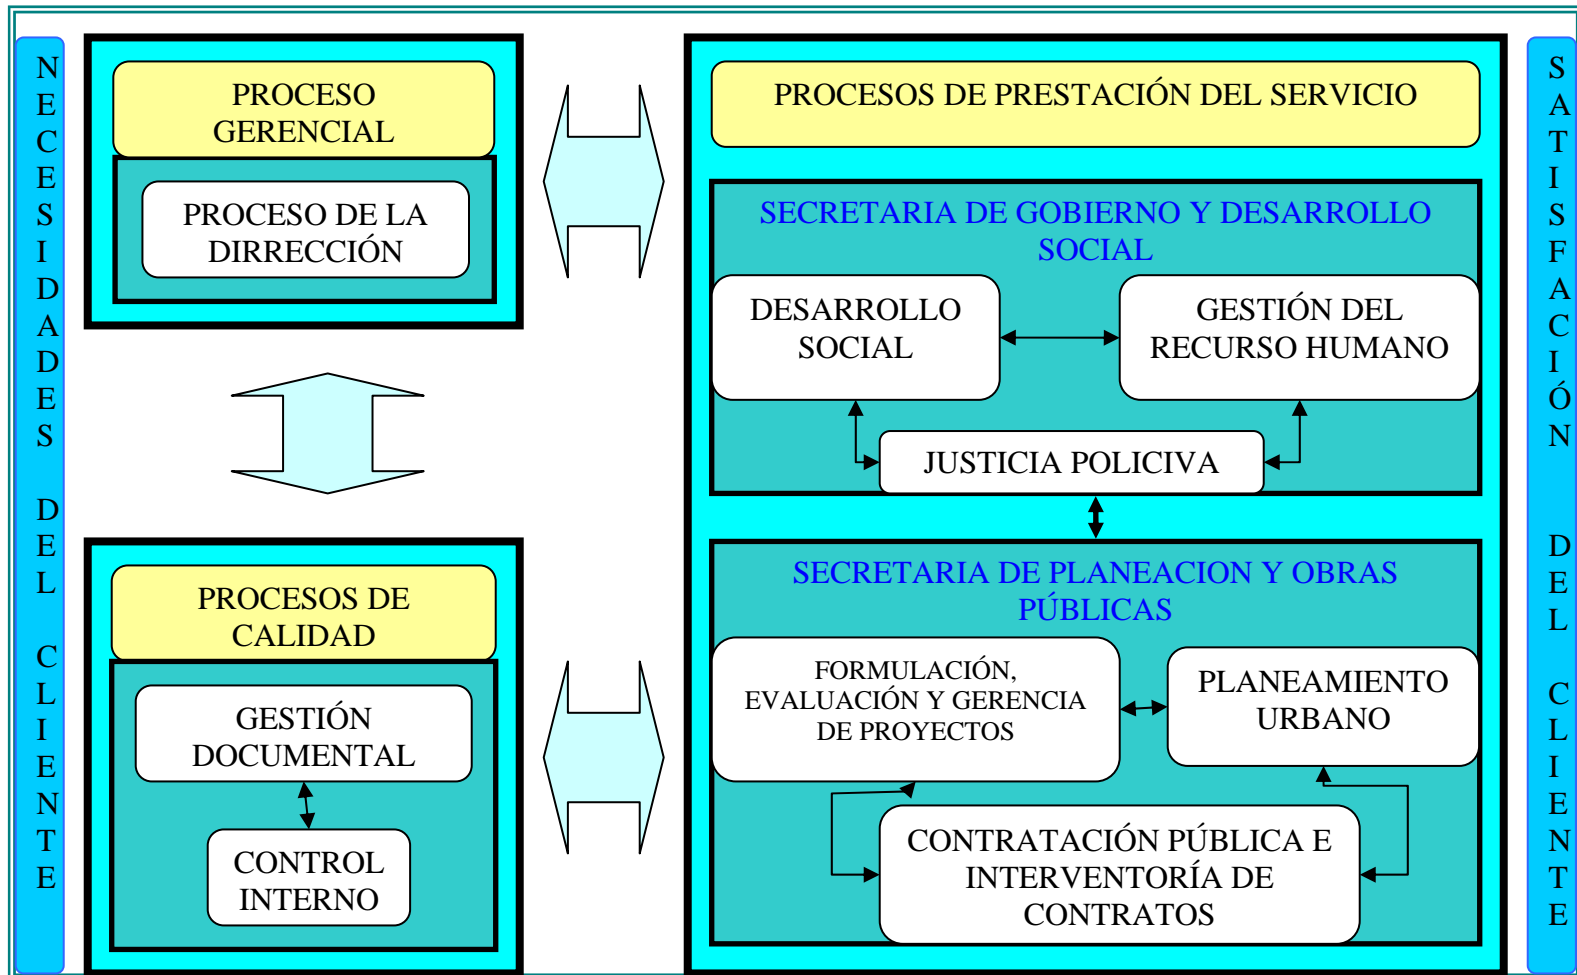 NECESIDADES DEL CLIENTE
PROCESO
GERENCIAL
PROCESO DE LA
DIRRECCIÓN
PROCESOS DE
CALIDAD
GESTIÓN
DOCUMENTAL
CONTROL
INTERNO
PROCESOS DE PRESTACIÓN DEL SERVICIO
SECRETARIA DE GOBIERNO Y DESARROLLO
SOCIAL
DESARROLLO
SOCIAL
GESTIÓN DEL
RECURSO HUMANO
JUSTICIA POLICIVA
SECRETARIA DE PLANEACION Y OBRAS
PÚBLICAS
FORMULACIÓN,
EVALUACIÓN Y GERENCIA
DE PROYECTOS
PLANEAMIENTO
URBANO
CONTRATACIÓN PÚBLICA E
INTERVENTORÍA DE
CONTRATOS
SATISFACIÓN DEL CLIENTE